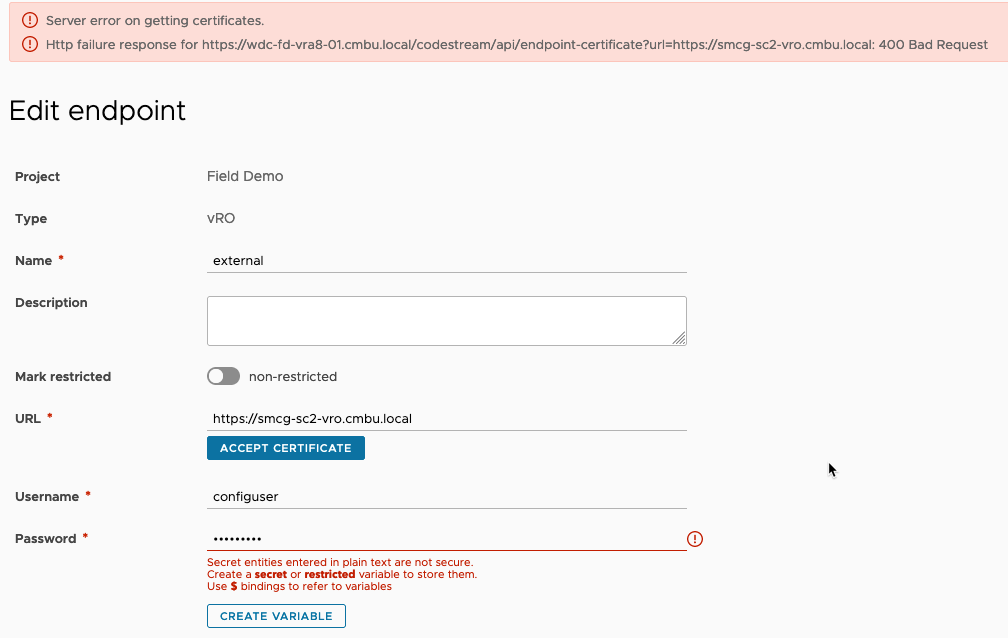 Server error on getting certificates.
Http failure response for https://wdc-fd-vra8-01.cmbu.local/codestream/api/endpoint-certificate?url=https://smcg-sc2-vro.cmbu.local: 400 Bad Request
Edit endpoint
Project Field Demo
Type vRO
Name * external
Description
Mark restricted non-restricted
URL * https://smcg-sc2-vro.cmbu.local
ACCEPT CERTIFICATE
Username * configuser
Password * •••••••••
Secret entities entered in plain text are not secure.
Create a secret or restricted variable to store them.
Use $ bindings to refer to variables
CREATE VARIABLE